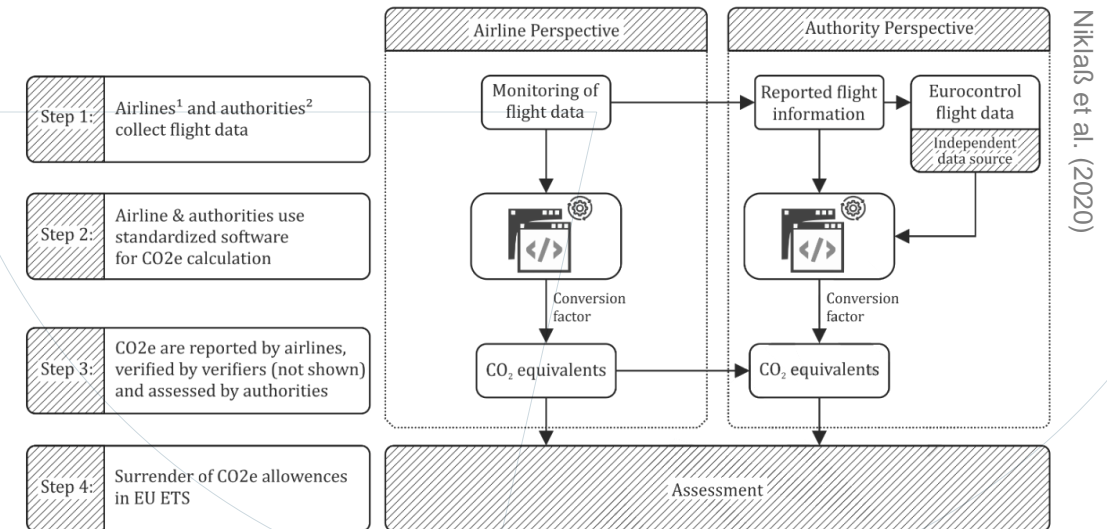 Airline Perspective
Authority Perspective
Step 1:
Airlines¹ and authorities²
collect flight data
Monitoring of
flight data
Reported flight
information
Eurocontrol
flight data
Independent
data source
Step 2:
Airline & authorities use
standardized software
for CO2e calculation
</>
</>
Conversion
factor
Conversion
factor
Step 3:
CO2e are reported by airlines,
verified by verifiers (not shown)
and assessed by authorities
CO₂ equivalents
CO₂ equivalents
Step 4:
Surrender of CO2e allowences
in EU ETS
Assessment
Niklaß et al. (2020)